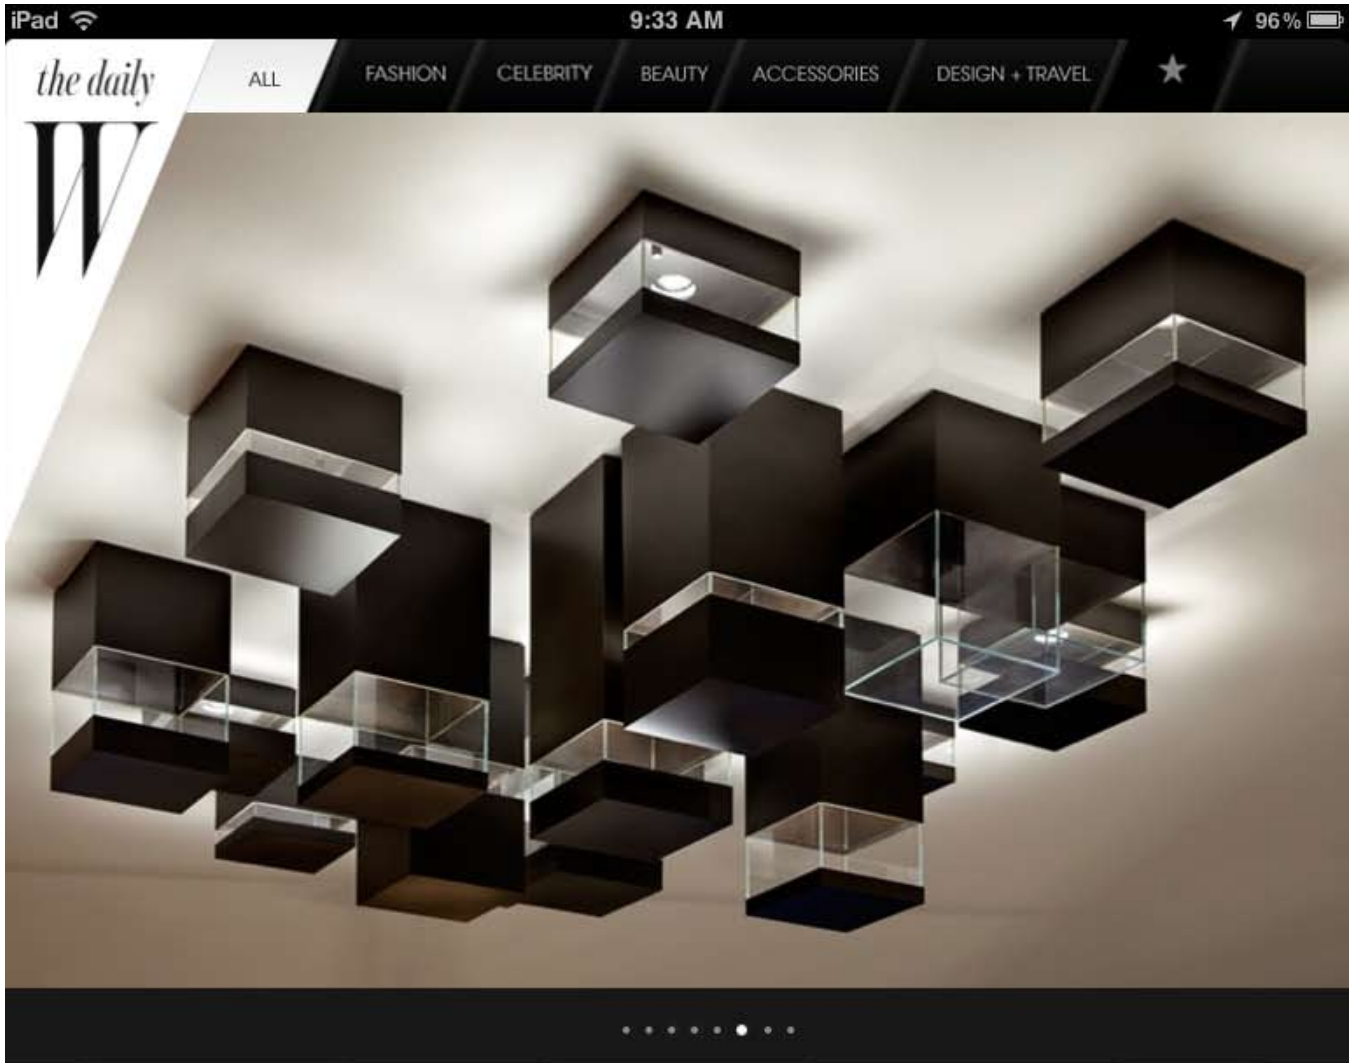 iPad 9:33 AM 96%
the daily
W
ALL FASHION CELEBRITY BEAUTY ACCESSORIES DESIGN + TRAVEL